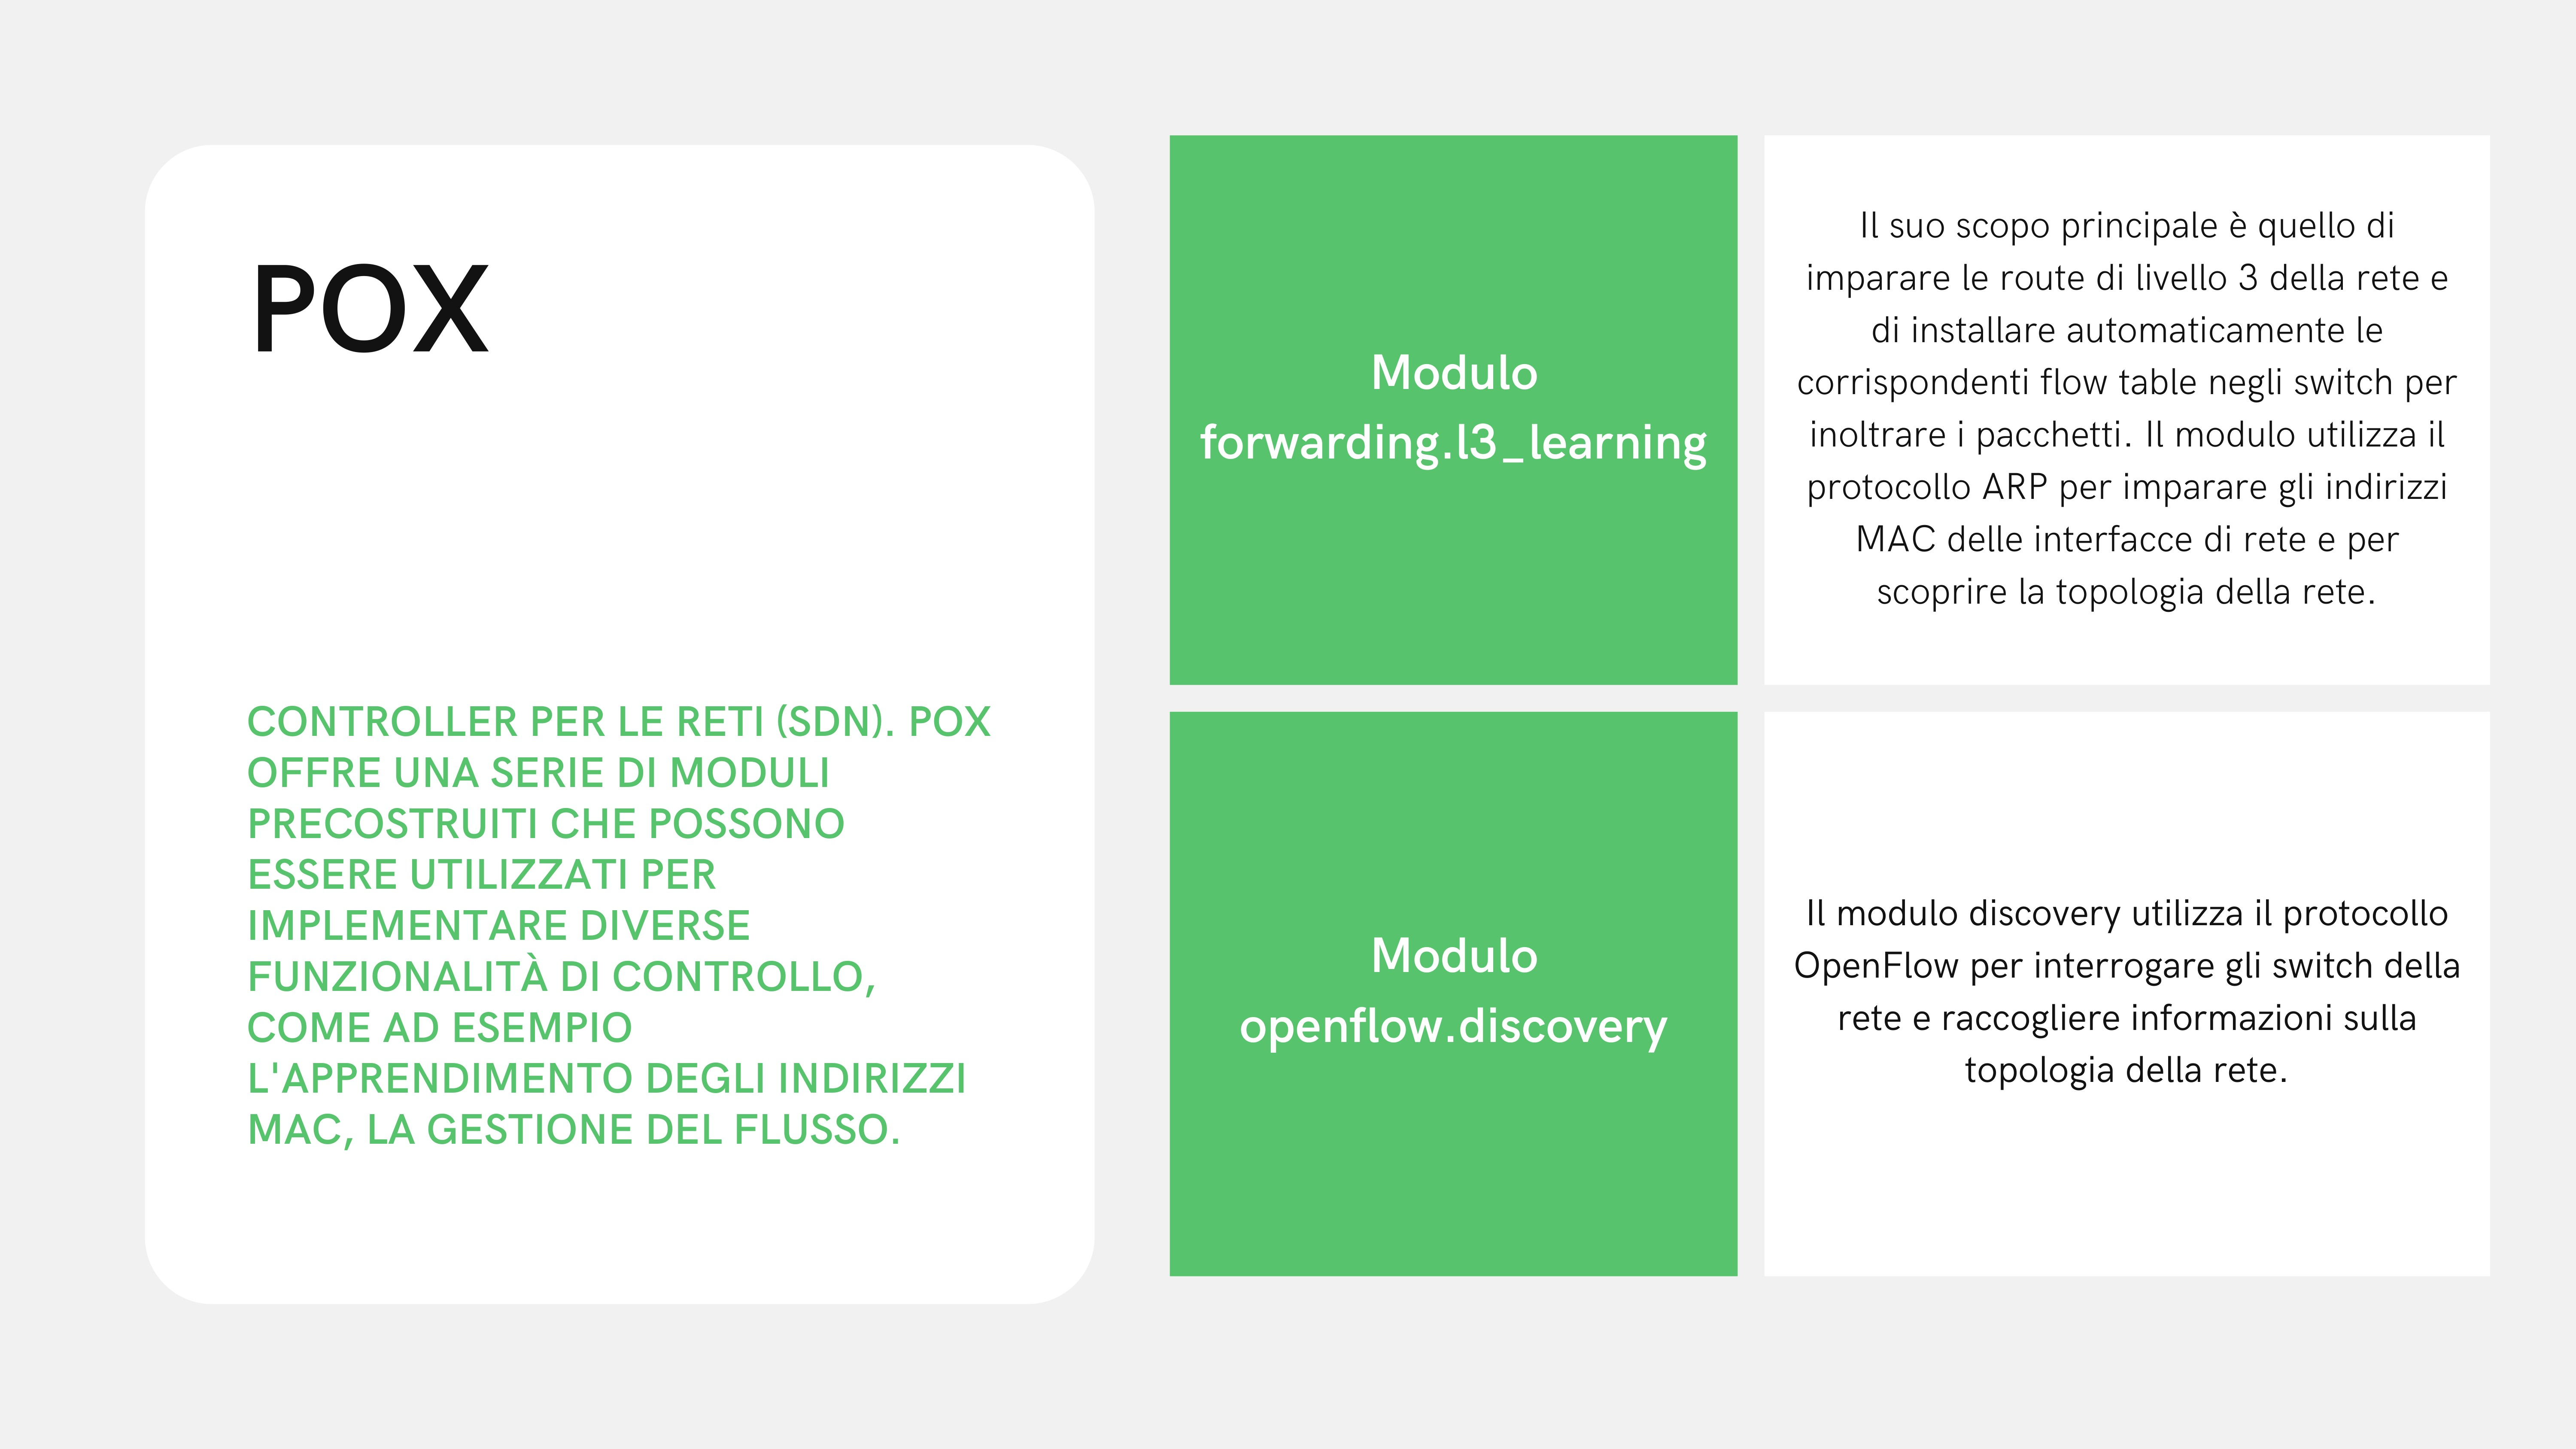 POX
CONTROLLER PER LE RETI (SDN). POX
OFFRE UNA SERIE DI MODULI
PRECOSTRUITI CHE POSSONO
ESSERE UTILIZZATI PER
IMPLEMENTARE DIVERSE
FUNZIONALITÀ DI CONTROLLO,
COME AD ESEMPIO
L'APPRENDIMENTO DEGLI INDIRIZZI
MAC, LA GESTIONE DEL FLUSSO.
Modulo
forwarding.l3_learning
Il suo scopo principale è quello di
imparare le route di livello 3 della rete e
di installare automaticamente le
corrispondenti flow table negli switch per
inoltrare i pacchetti. Il modulo utilizza il
protocollo ARP per imparare gli indirizzi
MAC delle interfacce di rete e per
scoprire la topologia della rete.
Modulo
openflow.discovery
Il modulo discovery utilizza il protocollo
OpenFlow per interrogare gli switch della
rete e raccogliere informazioni sulla
topologia della rete.